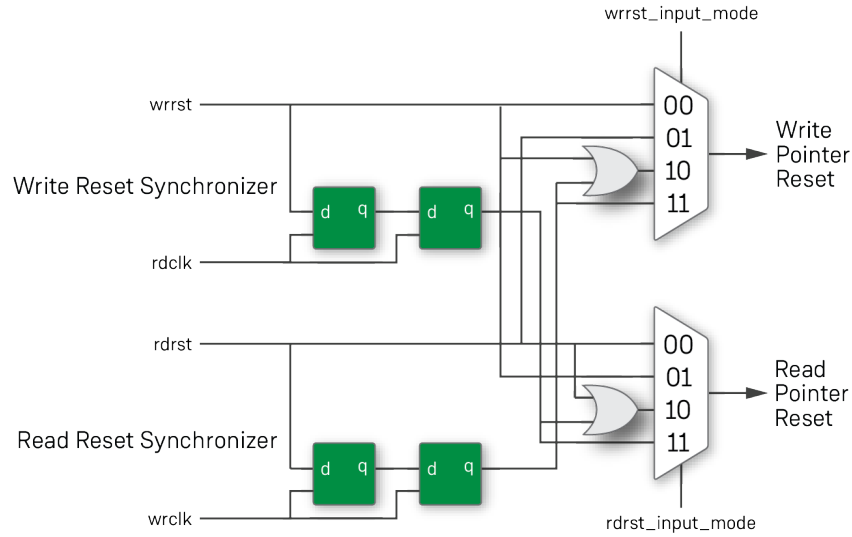 wrrst_input_mode
wrrst
00
01
10
11
Write
Pointer
Reset
Write Reset Synchronizer
d q
d q
rdclk
rdrst
00
01
10
11
Read
Pointer
Reset
Read Reset Synchronizer
d q
d q
wrclk
rdrst_input_mode